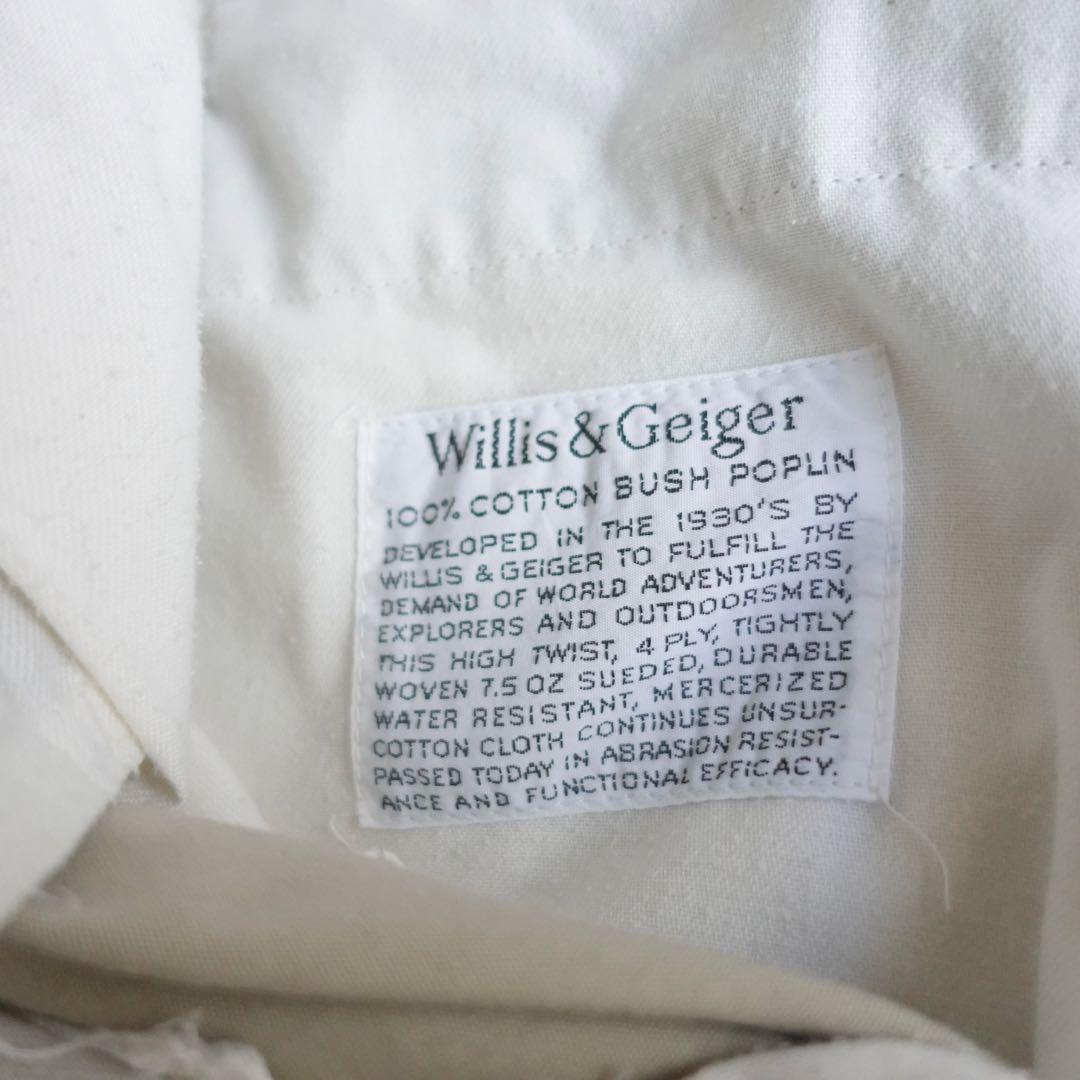 Willis & Geiger
100% COTTON BUSH POPLIN
DEVELOPED IN THE 1930'S BY
WILLIS & GEIGER TO FULFILL THE
DEMAND OF WORLD ADVENTURERS,
EXPLORERS AND OUTDOORSMEN,
THIS HIGH TWIST, 4 PLY, TIGHTLY
WOVEN 7.5 OZ SUEDED, DURABLE
WATER RESISTANT, MERCERIZED
COTTON CLOTH CONTINUES UNSUR-
PASSED TODAY IN ABRASION RESIST-
ANCE AND FUNCTIONAL EFFICACY.